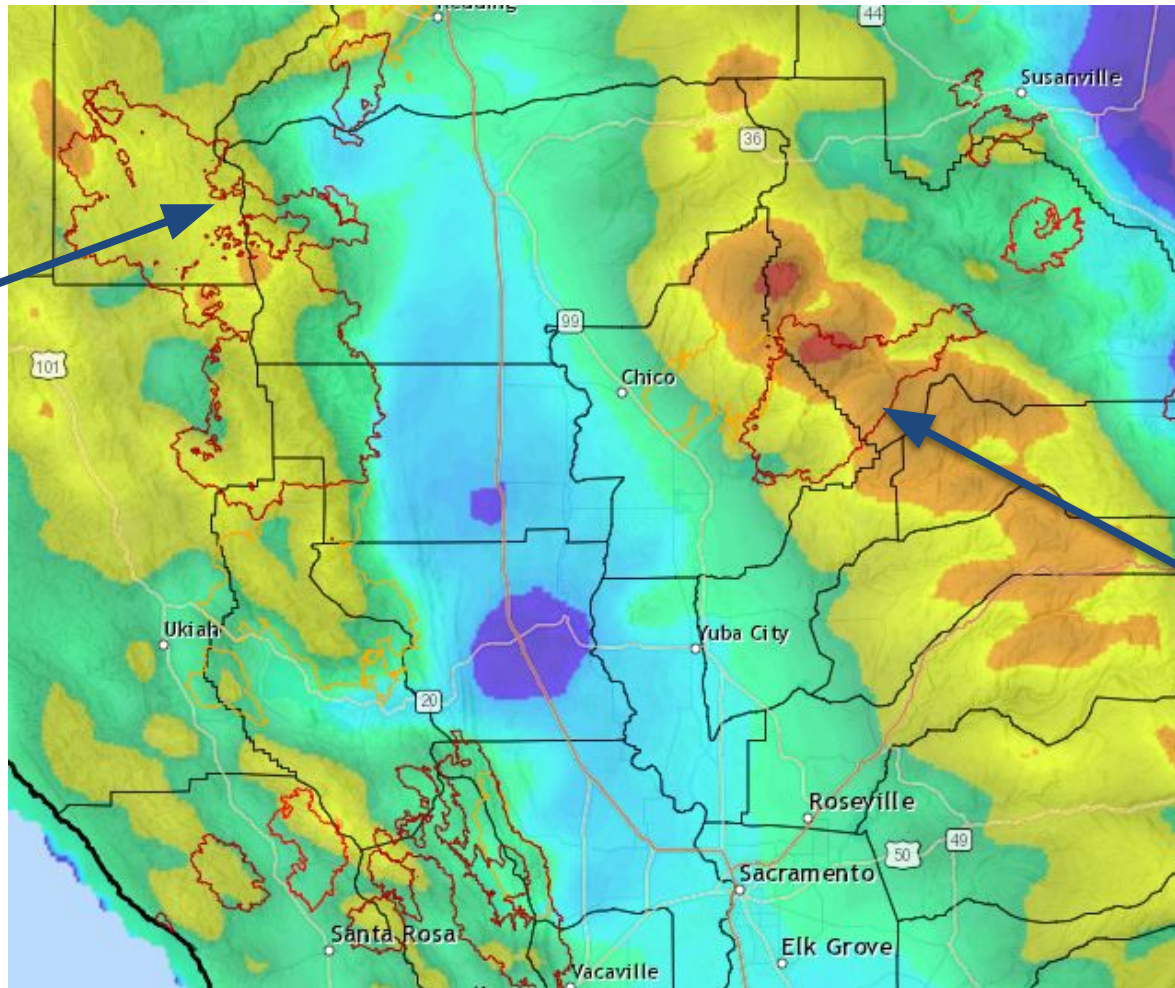 44
Susanville
36
99
101
Chico
Ukiah
Yuba City
20
Roseville
50
49
Sacramento
Santa Rosa
Elk Grove
Vacaville